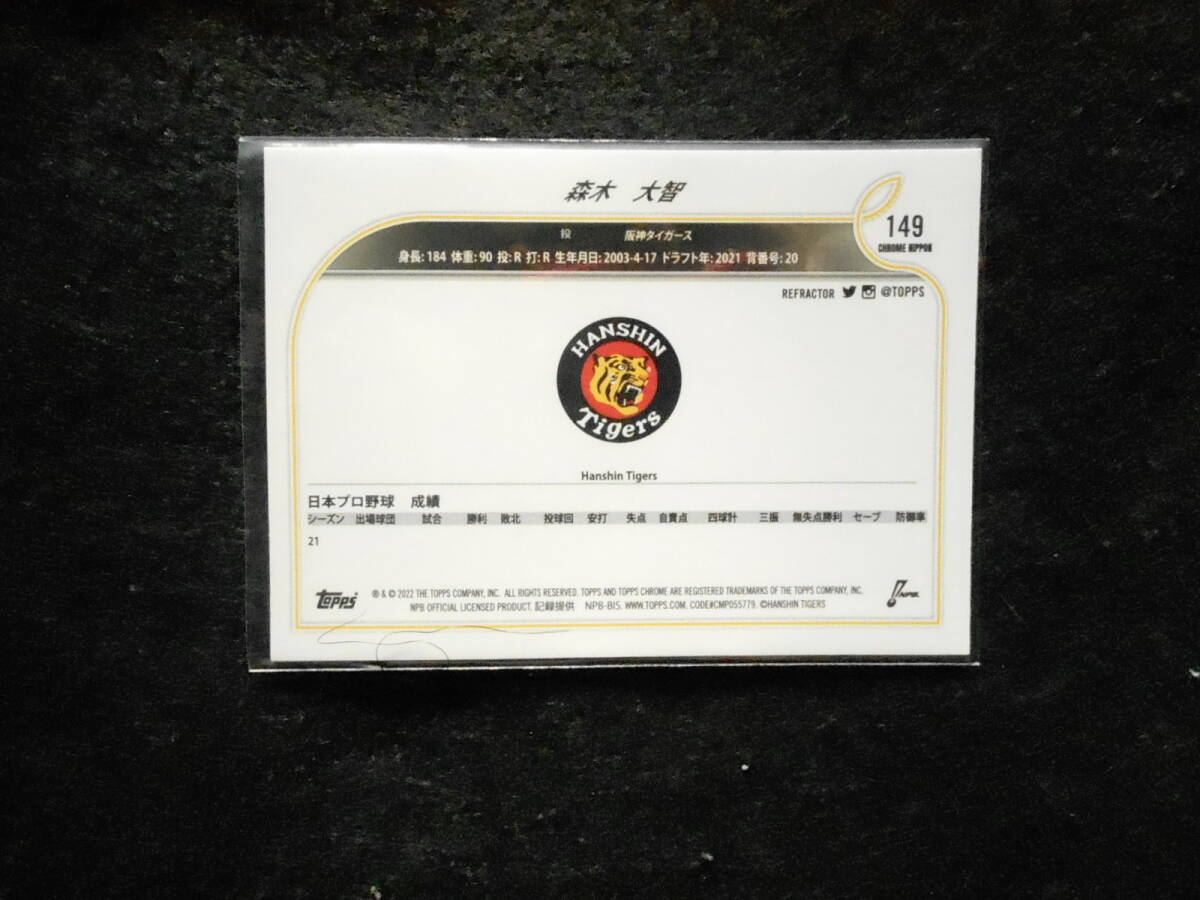 森木 大智
149
CHROME NIPPON
投 阪神タイガース
身長: 184 体重: 90 投: R 打: R 生年月日: 2003-4-17 ドラフト年: 2021 背番号: 20
REFRACTOR @TOPPS
HANSHIN
Tigers
Hanshin Tigers
日本プロ野球 成績
シーズン 出場球団 試合 勝利 敗北 投球回 安打 失点 自責点 四球計 三振 無失点勝利 セーブ 防御率
21
topps
® & © 2022 THE TOPPS COMPANY, INC. ALL RIGHTS RESERVED. TOPPS AND TOPPS CHROME ARE REGISTERED TRADEMARKS OF THE TOPPS COMPANY, INC.
NPB OFFICIAL LICENSED PRODUCT. 記録提供 NPB-BIS. WWW.TOPPS.COM. CODE#CMP055779. ©HANSHIN TIGERS
NPB